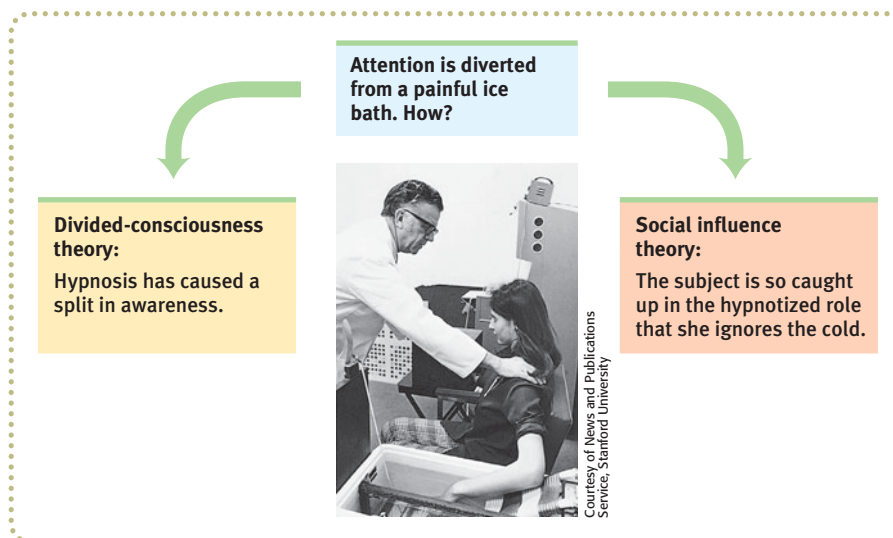 Attention is diverted
from a painful ice
bath. How?
Divided-consciousness
theory:
Hypnosis has caused a
split in awareness.
Social influence
theory:
The subject is so caught
up in the hypnotized role
that she ignores the cold.
Courtesy of News and Publications
Service, Stanford University